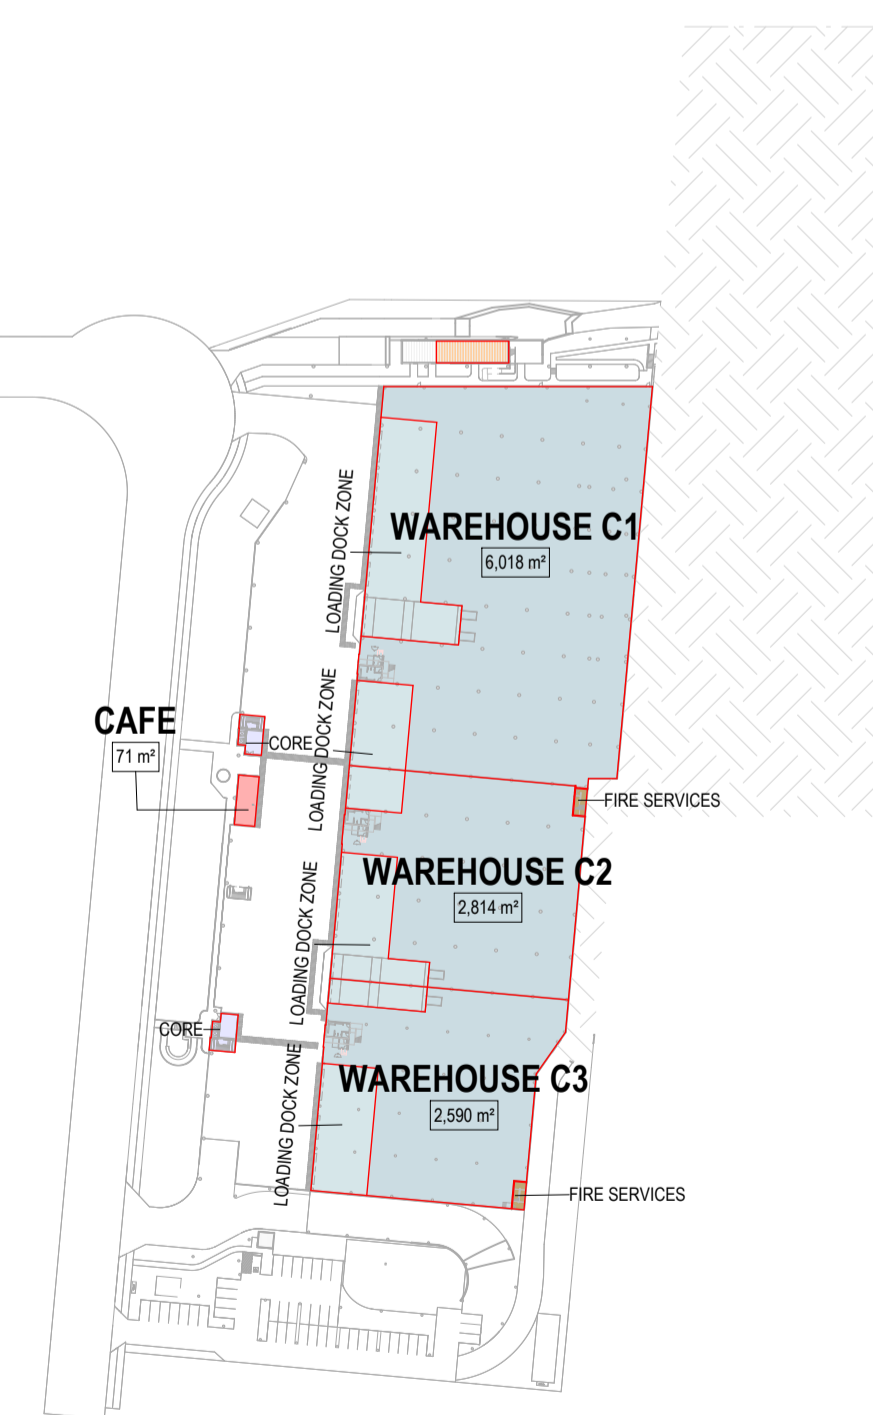 LOADING DOCK ZONE
WAREHOUSE C1
6,018 m²
LOADING DOCK ZONE
CAFE
71 m²
CORE
FIRE SERVICES
WAREHOUSE C2
2,814 m²
LOADING DOCK ZONE
CORE
LOADING DOCK ZONE
WAREHOUSE C3
2,590 m²
FIRE SERVICES